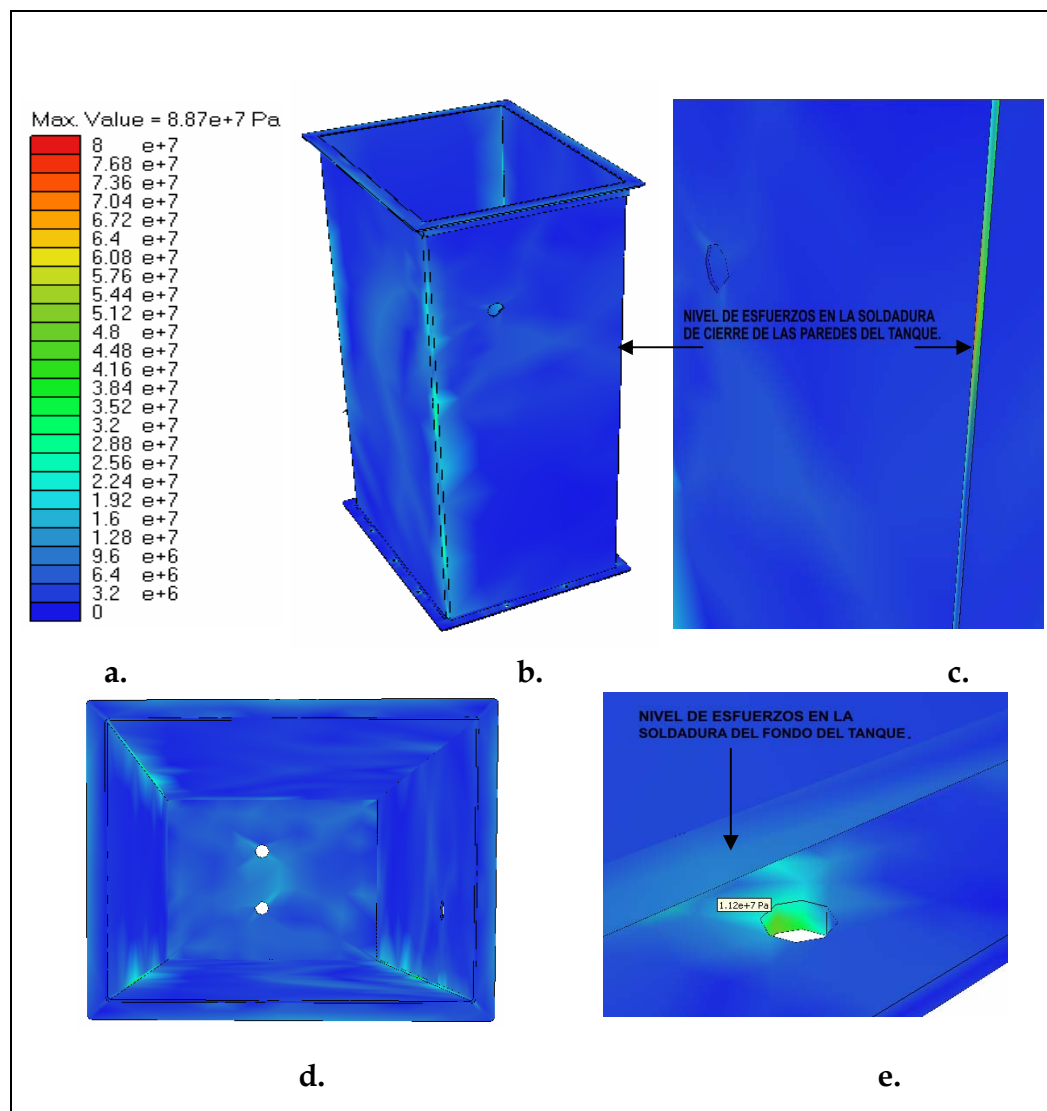 Max. Value = 8.87e+7 Pa
8 e+7
7.68 e+7
7.36 e+7
7.04 e+7
6.72 e+7
6.4 e+7
6.08 e+7
5.76 e+7
5.44 e+7
5.12 e+7
4.8 e+7
4.48 e+7
4.16 e+7
3.84 e+7
3.52 e+7
3.2 e+7
2.88 e+7
2.56 e+7
2.24 e+7
1.92 e+7
1.6 e+7
1.28 e+7
9.6 e+6
6.4 e+6
3.2 e+6
0
NIVEL DE ESFUERZOS EN LA SOLDADURA
DE CIERRE DE LAS PAREDES DEL TANQUE.
a.
b.
c.
NIVEL DE ESFUERZOS EN LA
SOLDADURA DEL FONDO DEL TANQUE.
1.12e+7 Pa
d.
e.